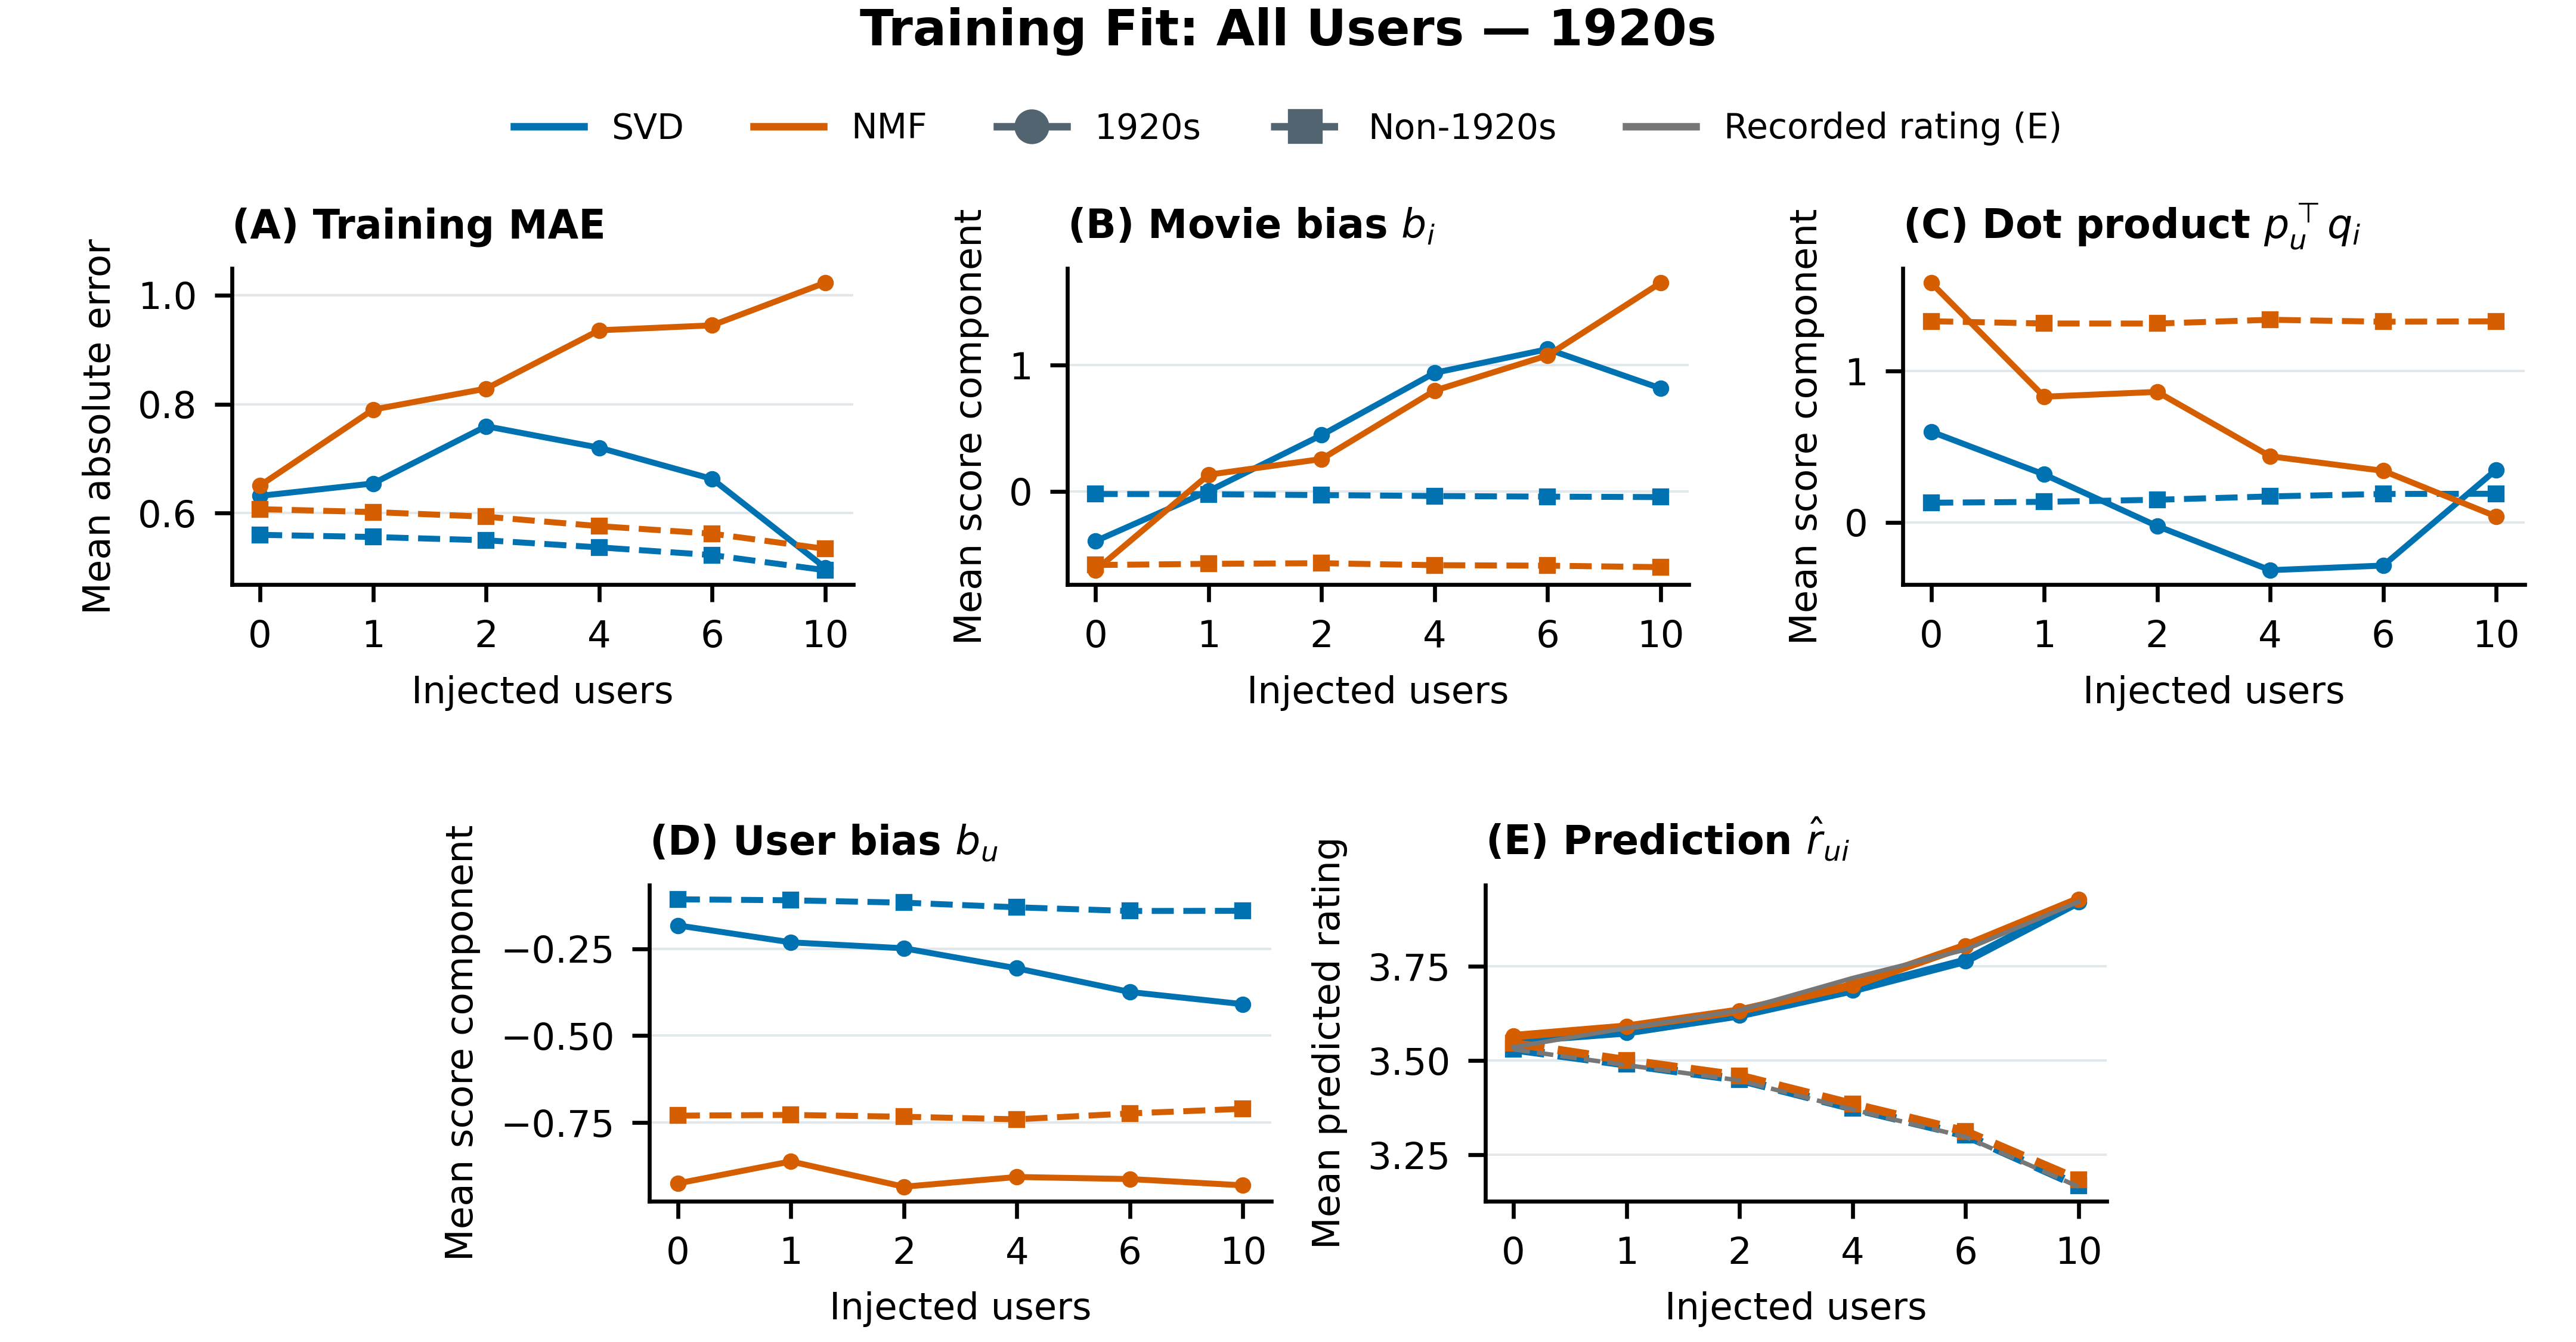 Training Fit: All Users — 1920s
SVD NMF 1920s Non-1920s Recorded rating (E)
(A) Training MAE
Mean absolute error
1.0
0.8
0.6
0 1 2 4 6 10
Injected users
(B) Movie bias b_i
Mean score component
1
0
0 1 2 4 6 10
Injected users
(C) Dot product p_u^⊤ q_i
Mean score component
1
0
0 1 2 4 6 10
Injected users
(D) User bias b_u
Mean score component
−0.25
−0.50
−0.75
0 1 2 4 6 10
Injected users
(E) Prediction r̂_ui
Mean predicted rating
3.75
3.50
3.25
0 1 2 4 6 10
Injected users